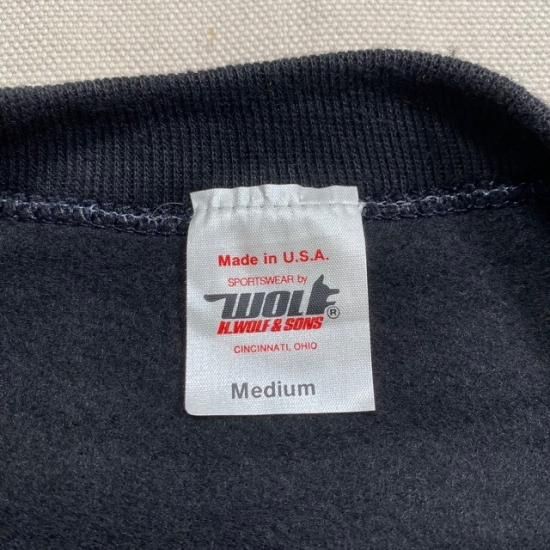 Made in U.S.A.
SPORTSWEAR by
WOLF®
H.WOLF & SONS
CINCINNATI, OHIO
Medium